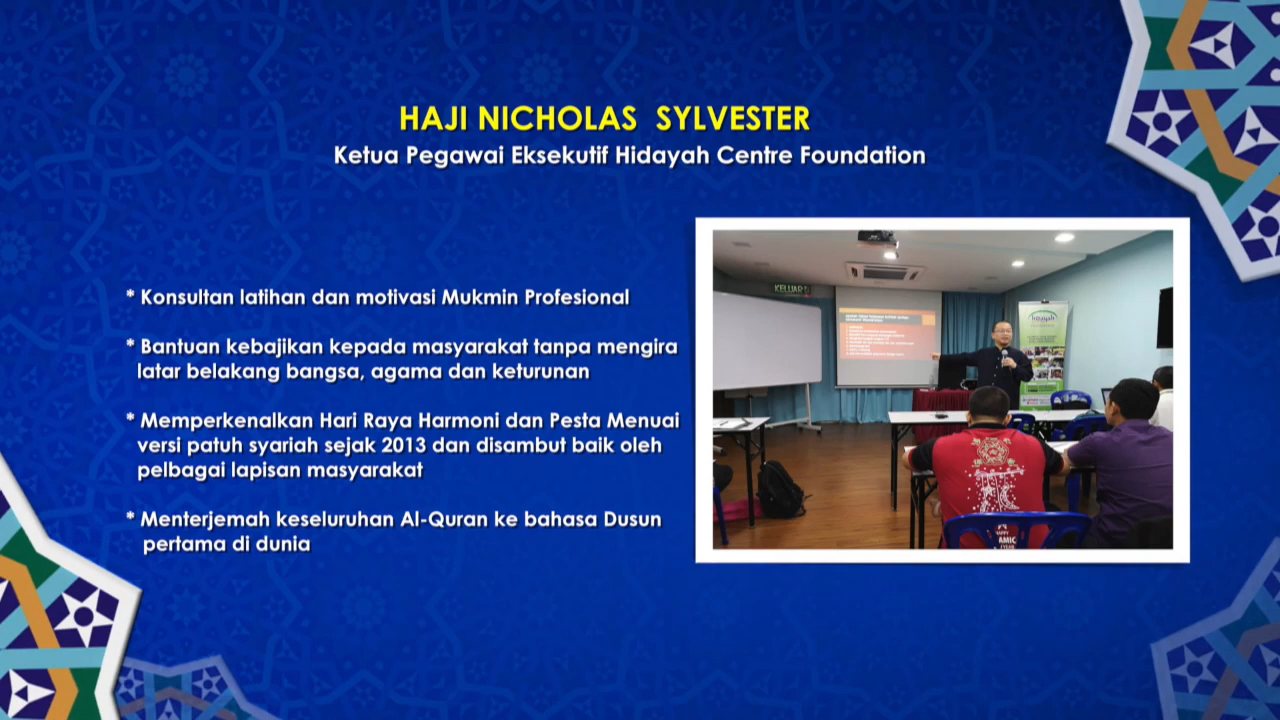 HAJI NICHOLAS SYLVESTER
Ketua Pegawai Eksekutif Hidayah Centre Foundation
* Konsultan latihan dan motivasi Mukmin Profesional
* Bantuan kebajikan kepada masyarakat tanpa mengira
latar belakang bangsa, agama dan keturunan
* Memperkenalkan Hari Raya Harmoni dan Pesta Menuai
versi patuh syariah sejak 2013 dan disambut baik oleh
pelbagai lapisan masyarakat
* Menterjemah keseluruhan Al-Quran ke bahasa Dusun
pertama di dunia
KELUAR
hidayah
HAPPY